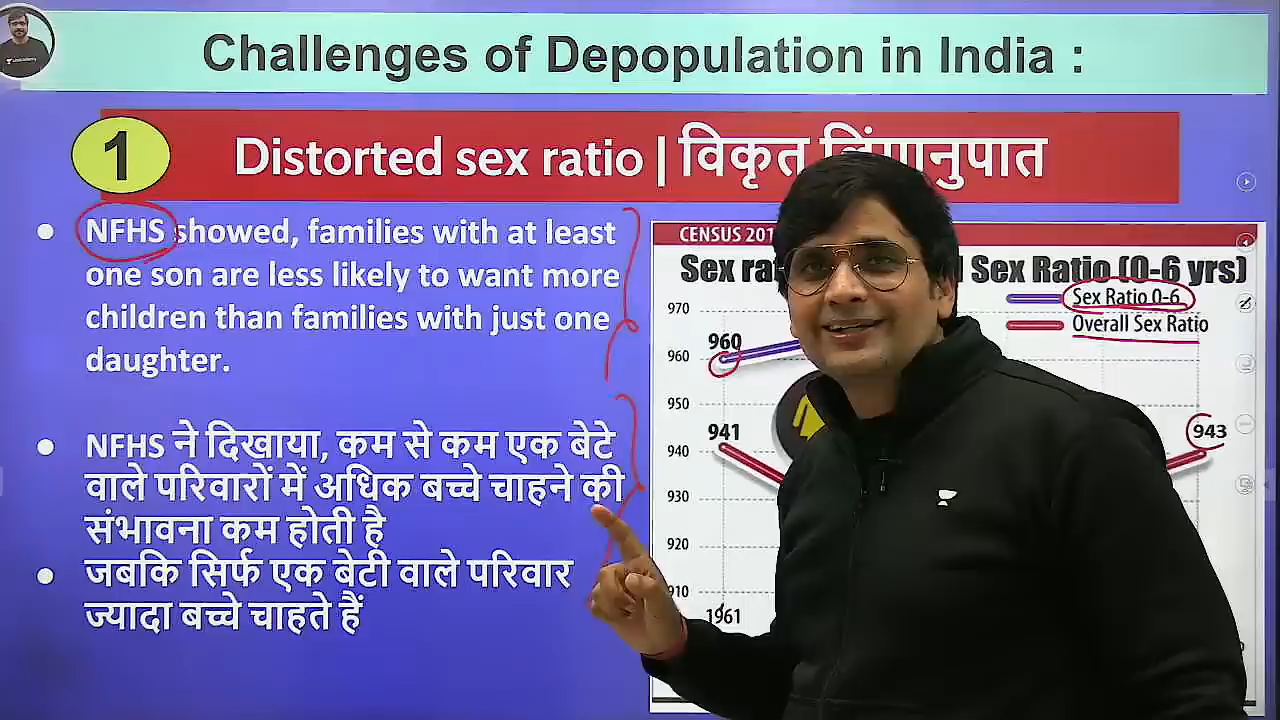 Challenges of Depopulation in India :
1
Distorted sex ratio | विकृत लिंगानुपात
NFHS showed, families with at least
one son are less likely to want more
children than families with just one
daughter.
NFHS ने दिखाया, कम से कम एक बेटे
वाले परिवारों में अधिक बच्चे चाहने की
संभावना कम होती है
जबकि सिर्फ एक बेटी वाले परिवार
ज्यादा बच्चे चाहते हैं
CENSUS
Sex Sex Ratio (0-6 yrs)
Sex Ratio 0-6
Overall Sex Ratio
970
960
960
950
941
943
940
930
920
910
1961